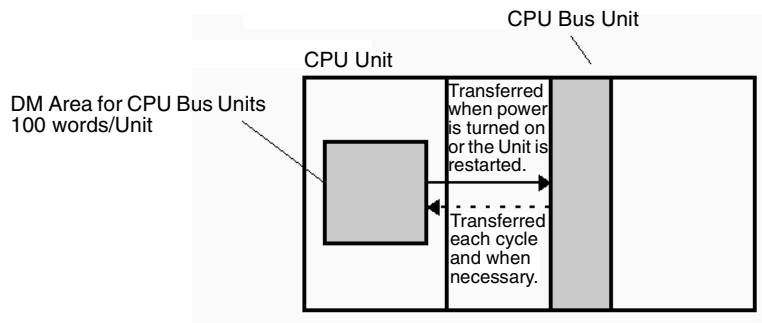 CPU Bus Unit
CPU Unit
DM Area for CPU Bus Units
100 words/Unit
Transferred
when power
is turned on
or the Unit is
restarted.
Transferred
each cycle
and when
necessary.